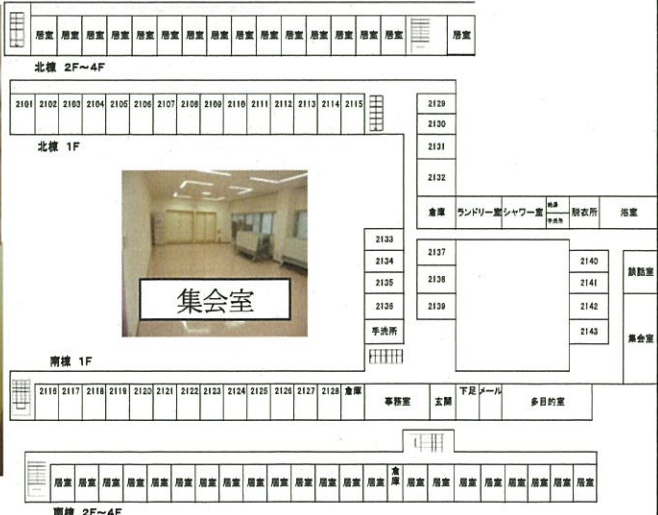 居室 居室 居室 居室 居室 居室 居室 居室 居室 居室 居室 居室 居室 居室 居室 居室
北棟 2F~4F
2101 2102 2103 2104 2105 2106 2107 2108 2109 2110 2111 2112 2113 2114 2115
北棟 1F
2129
2130
2131
2132
倉庫 ランドリー室 シャワー室 脱衣所 浴室
2133
2134
2135
2136
手洗所
2137
2138
2139
2140
2141
2142
2143
談話室
集会室
集会室
南棟 1F
2116 2117 2118 2119 2120 2121 2122 2123 2124 2125 2126 2127 2128 倉庫 事務室 玄関 下足 メール 多目的室
居室 居室 居室 居室 居室 居室 居室 居室 居室 居室 居室 居室 居室 居室 倉庫 居室 居室 居室 居室 居室 居室 居室 居室
南棟 2F~4F